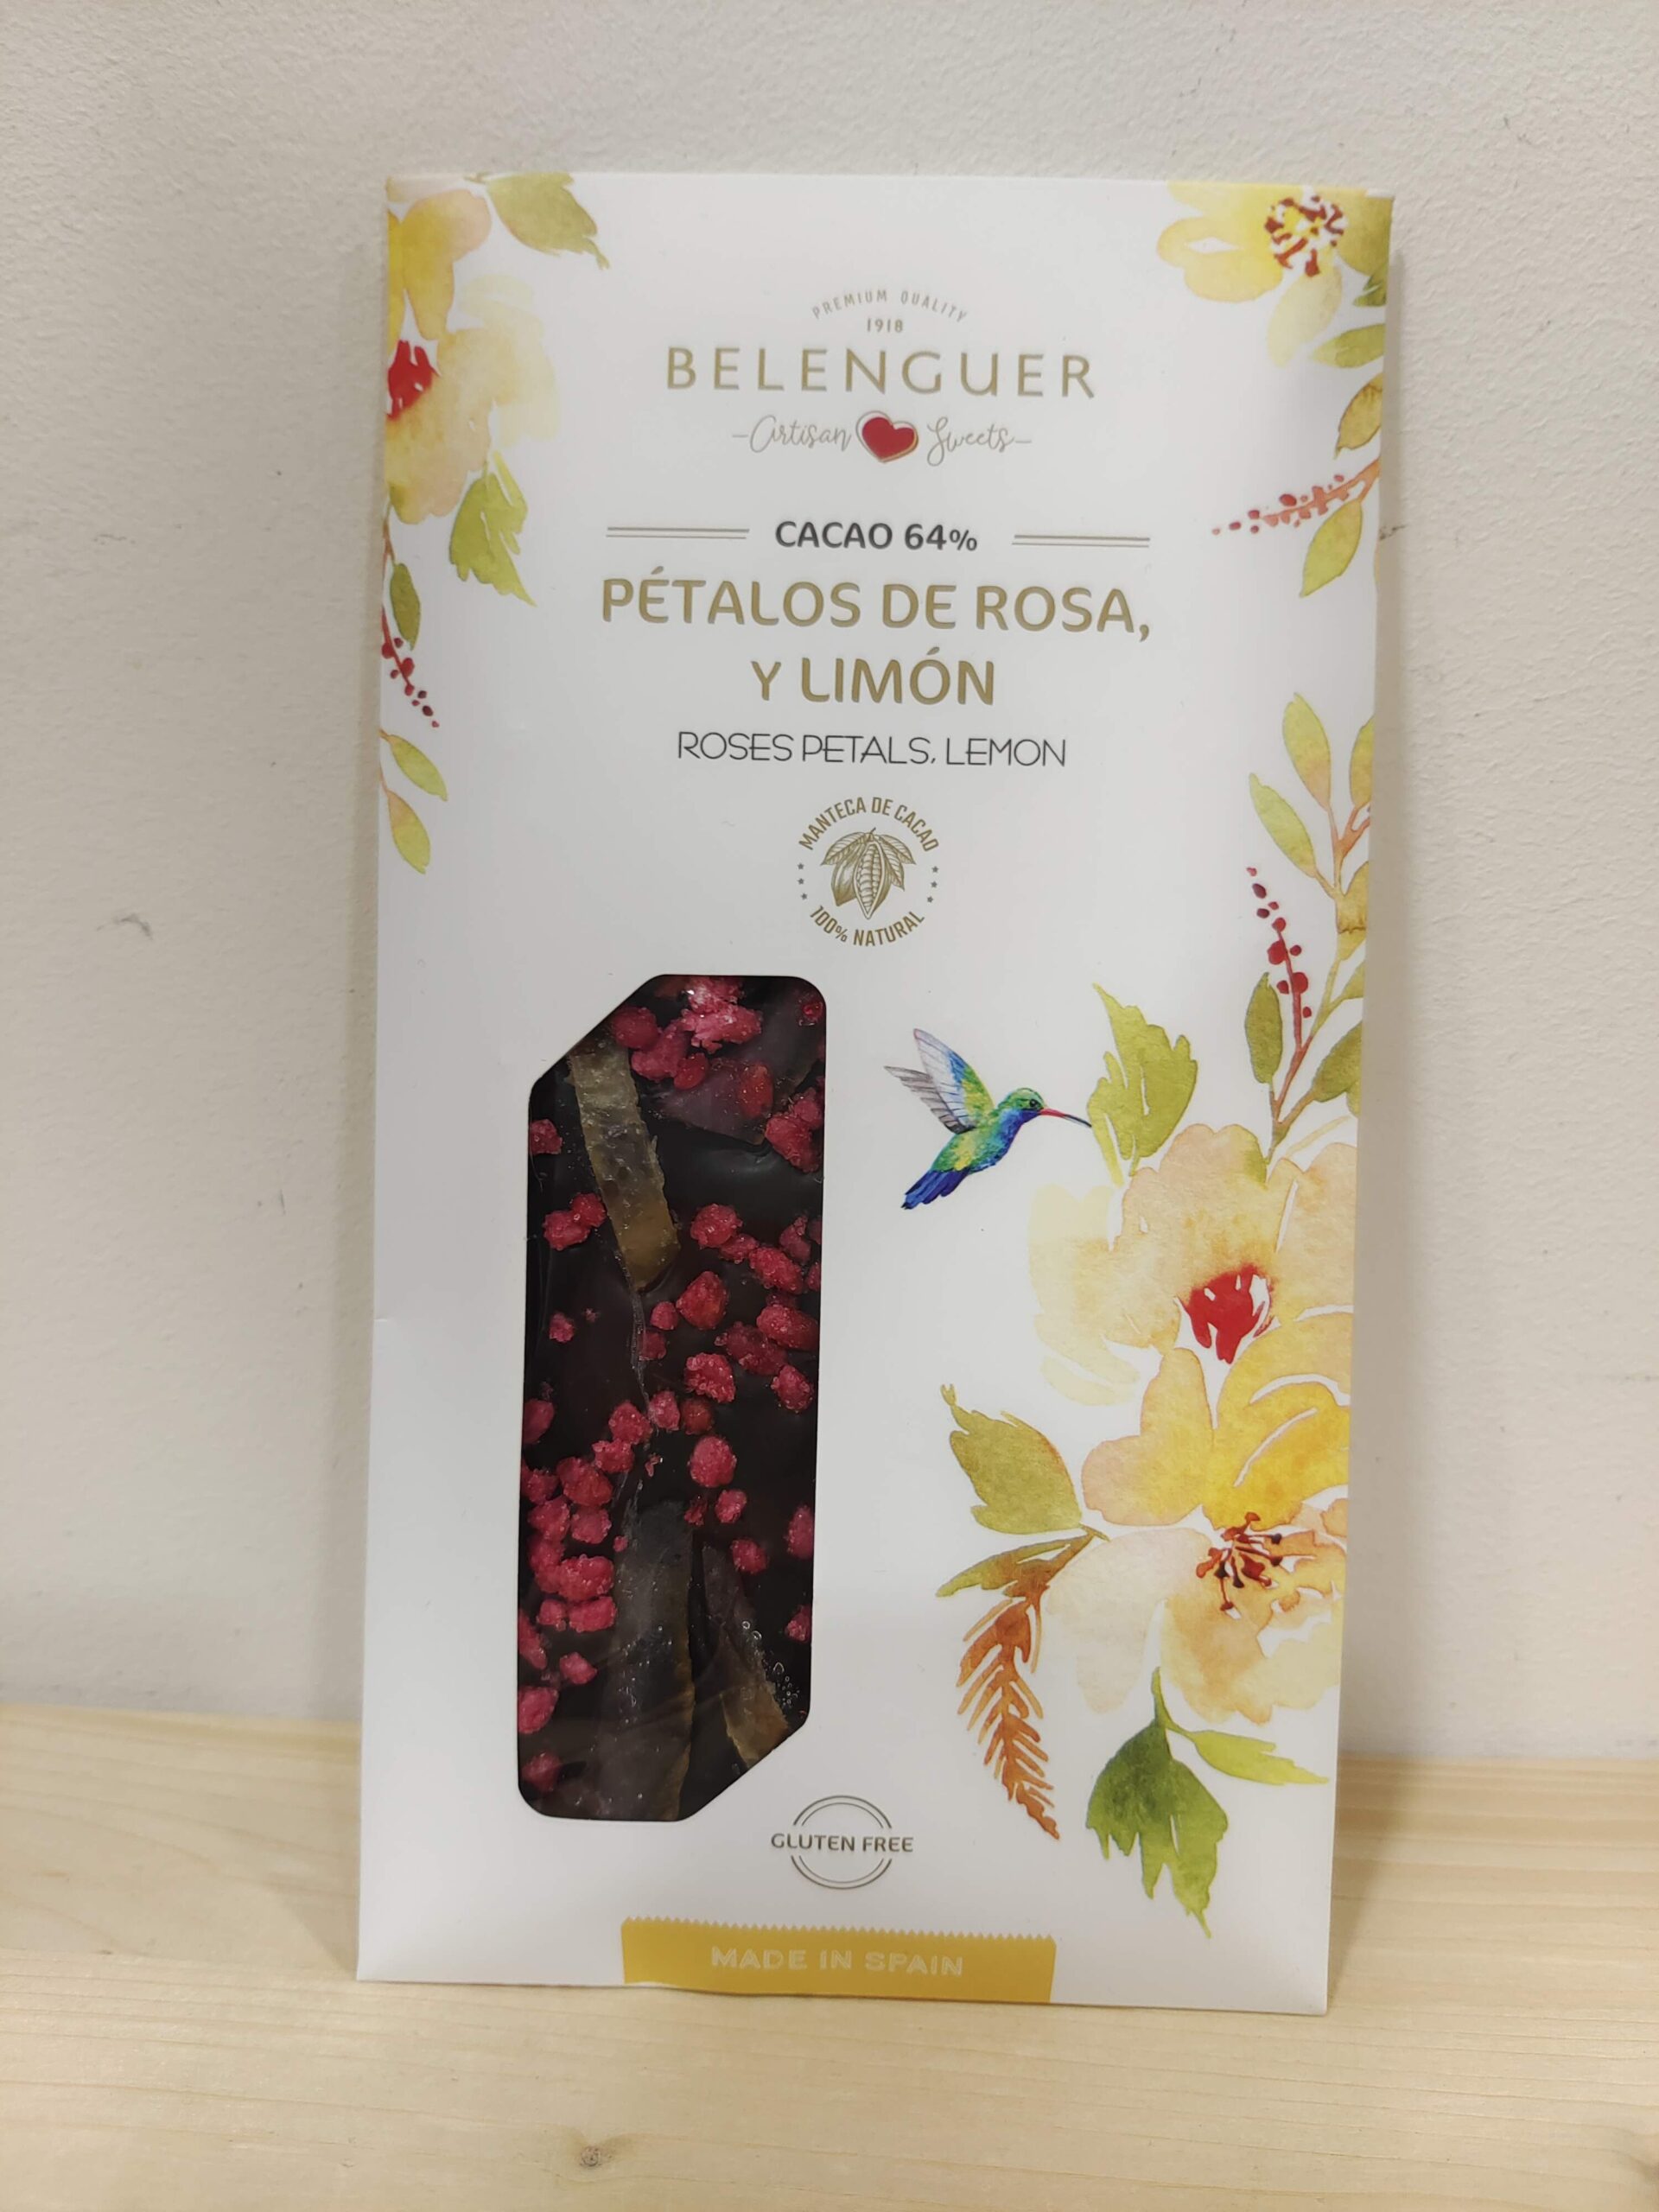 PREMIUM QUALITY
1918
BELENGUER
-Artisan Sweets-
CACAO 64%
PÉTALOS DE ROSA,
Y LIMÓN
ROSES PETALS, LEMON
MANTECA DE CACAO
100% NATURAL
GLUTEN FREE
MADE IN SPAIN